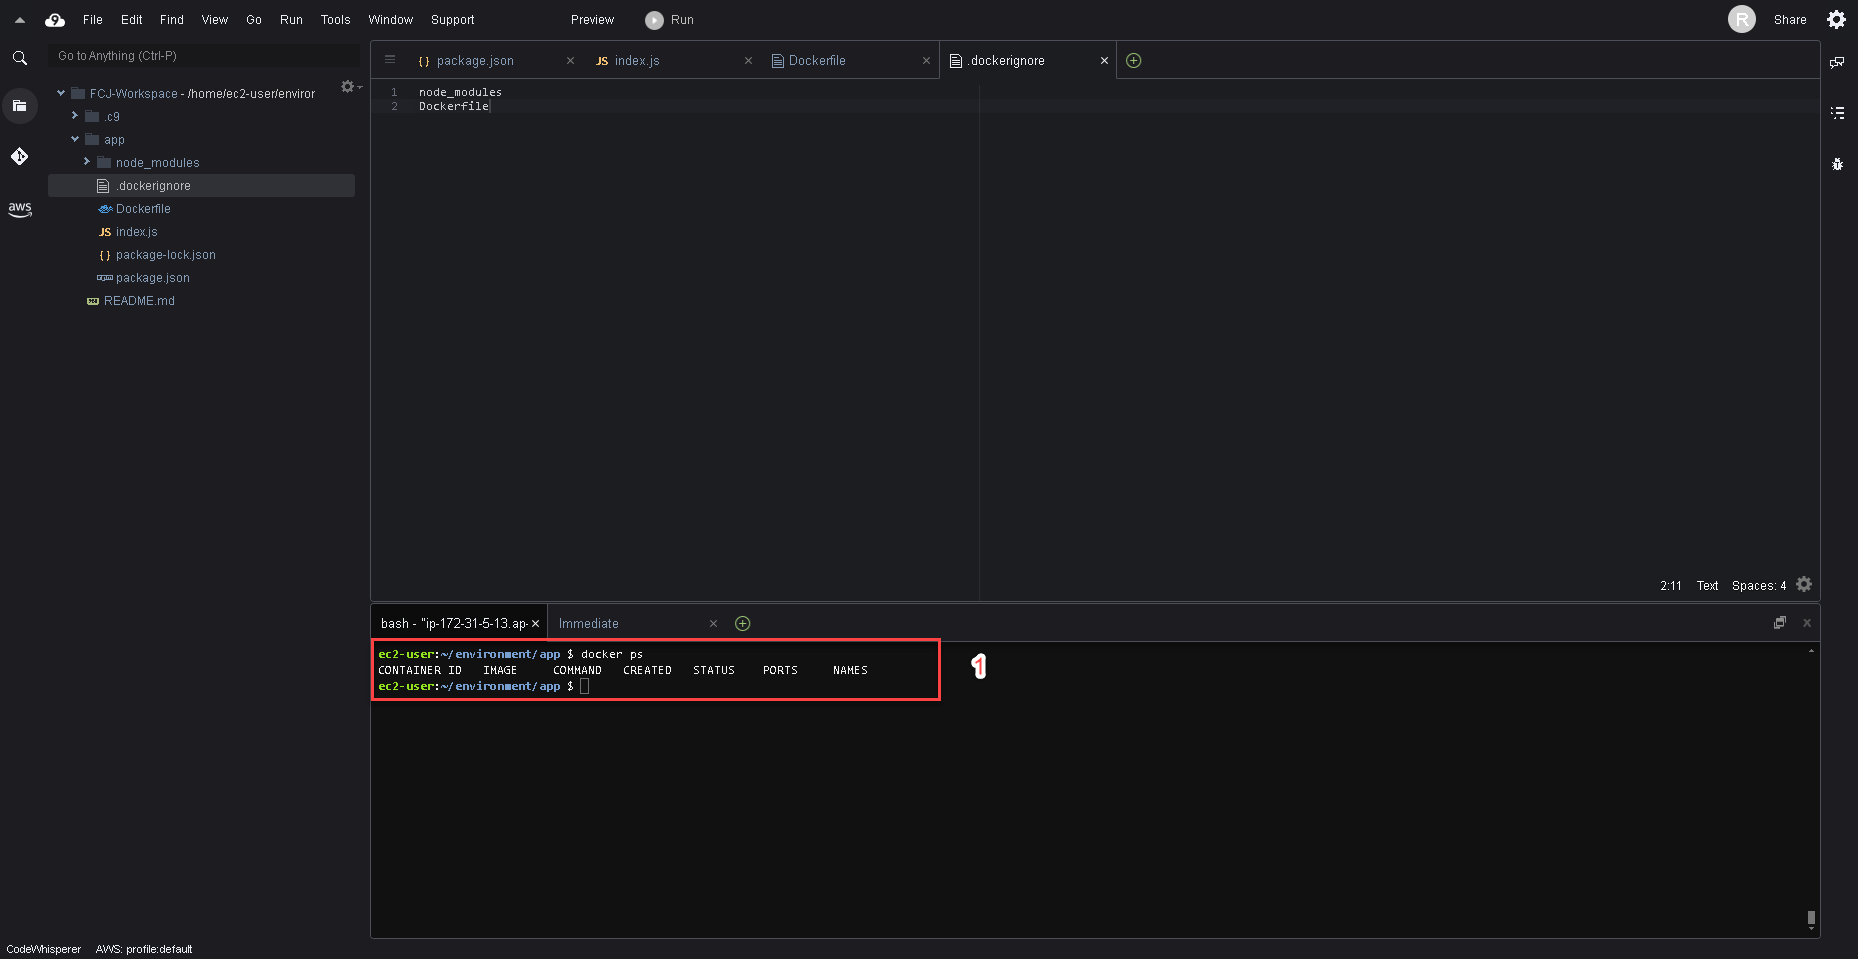 File Edit Find View Go Run Tools Window Support Preview Run R Share
Go to Anything (Ctrl-P)
package.json index.js Dockerfile .dockerignore
FCJ-Workspace - /home/ec2-user/enviror
.c9
app
node_modules
.dockerignore
Dockerfile
JS index.js
{ } package-lock.json
package.json
README.md
aws
1 node_modules
2 Dockerfile
2:11 Text Spaces: 4
bash - "ip-172-31-5-13.ap- Immediate
ec2-user:~/environment/app $ docker ps
CONTAINER ID IMAGE COMMAND CREATED STATUS PORTS NAMES
ec2-user:~/environment/app $
1
CodeWhisperer AWS: profile:default